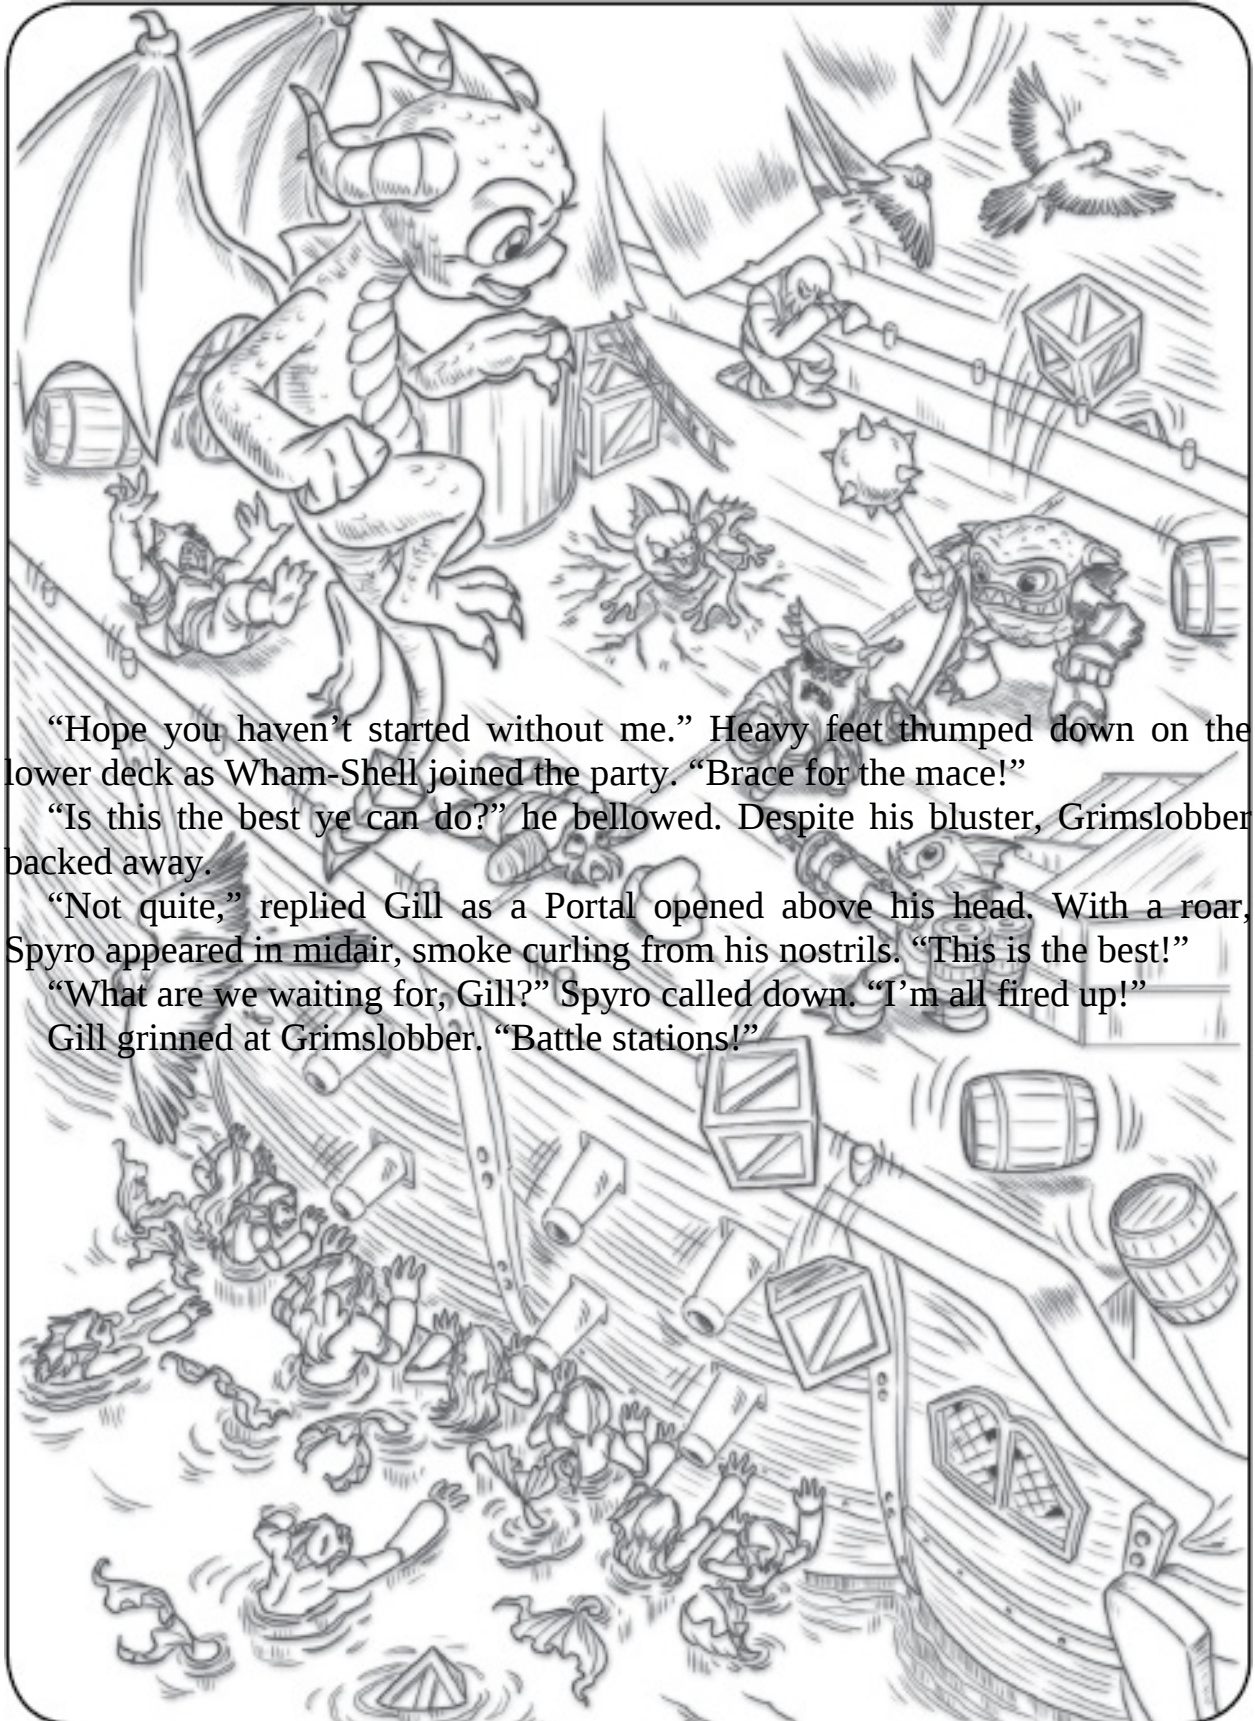 “Hope you haven’t started without me.” Heavy feet thumped down on the
lower deck as Wham-Shell joined the party. “Brace for the mace!”
“Is this the best ye can do?” he bellowed. Despite his bluster, Grimslobber
backed away.
“Not quite,” replied Gill as a Portal opened above his head. With a roar,
Spyro appeared in midair, smoke curling from his nostrils. “This is the best!”
“What are we waiting for, Gill?” Spyro called down. “I’m all fired up!”
Gill grinned at Grimslobber. “Battle stations!”